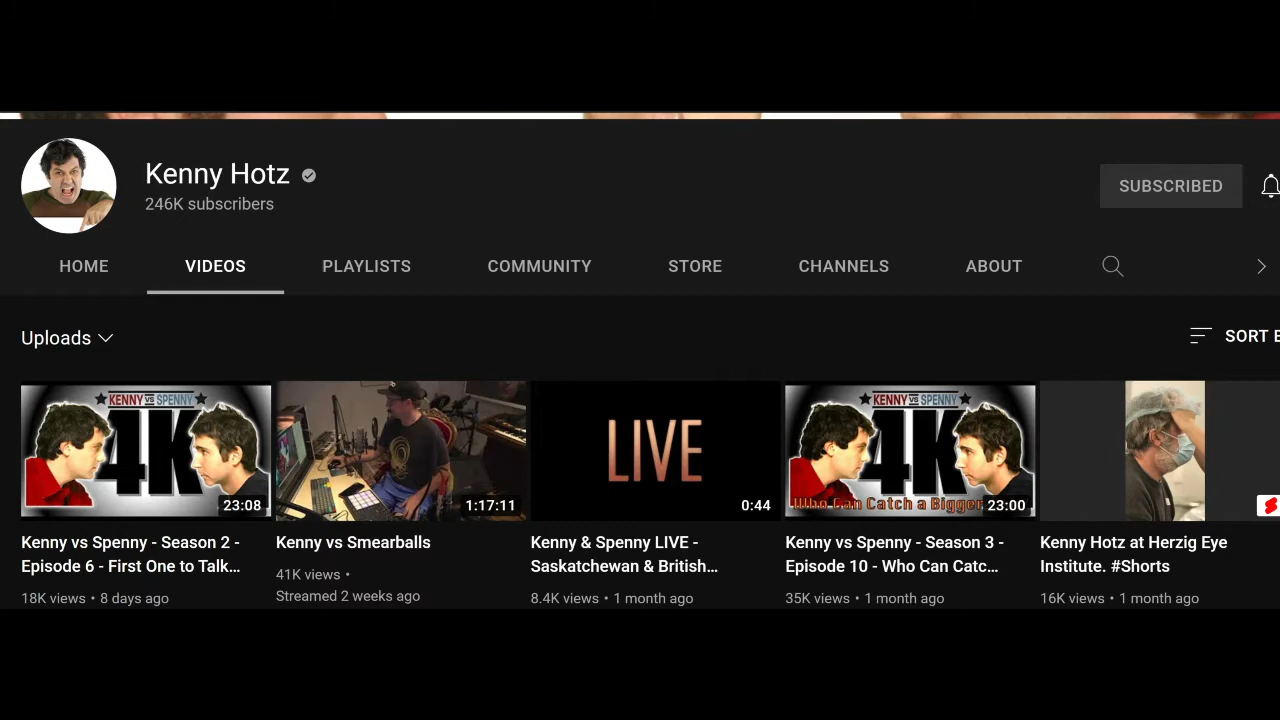 Kenny Hotz
246K subscribers
SUBSCRIBED
HOME VIDEOS PLAYLISTS COMMUNITY STORE CHANNELS ABOUT
Uploads
SORT
KENNY VS SPENNY
4K
23:08
1:17:11
LIVE
0:44
KENNY VS SPENNY
4K
Who Can Catch a Bigger
23:00
Kenny vs Spenny - Season 2 -
Episode 6 - First One to Talk...
18K views • 8 days ago
Kenny vs Smearballs
41K views •
Streamed 2 weeks ago
Kenny & Spenny LIVE -
Saskatchewan & British...
8.4K views • 1 month ago
Kenny vs Spenny - Season 3 -
Episode 10 - Who Can Catc...
35K views • 1 month ago
Kenny Hotz at Herzig Eye
Institute. #Shorts
16K views • 1 month ago